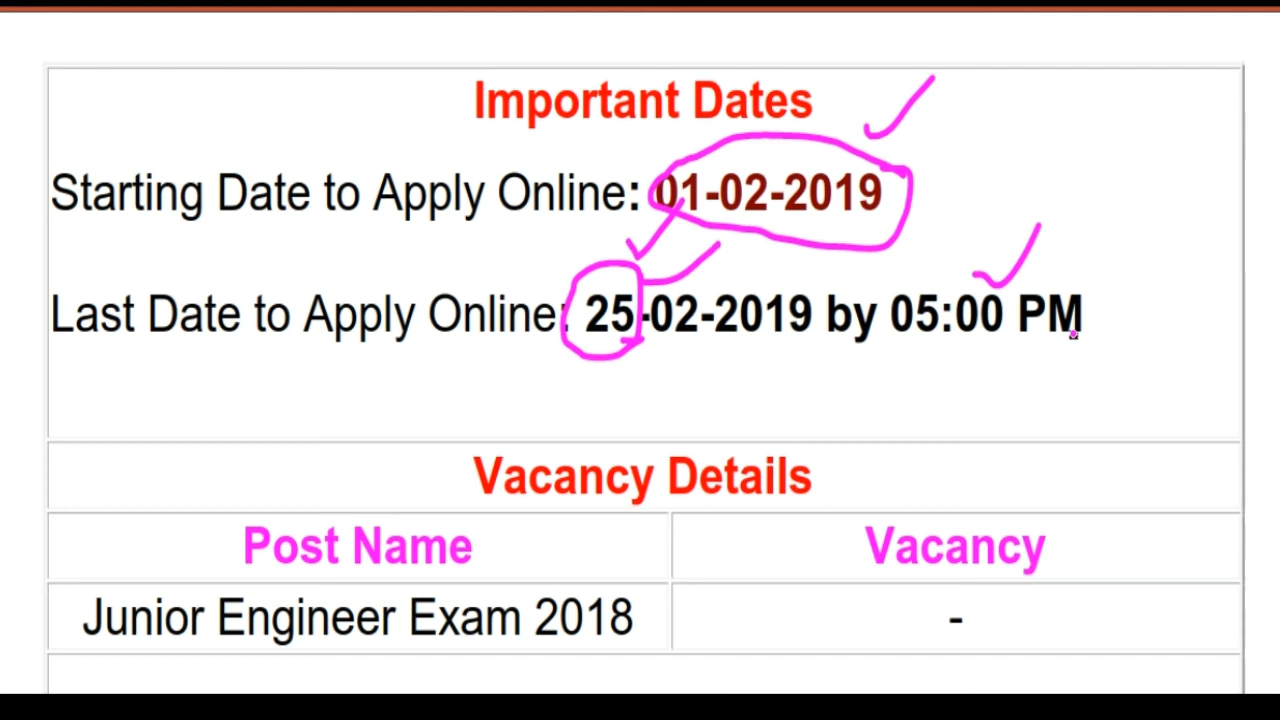 Important Dates
Starting Date to Apply Online: 01-02-2019
Last Date to Apply Online: 25-02-2019 by 05:00 PM
Vacancy Details
Post Name
Vacancy
Junior Engineer Exam 2018
-